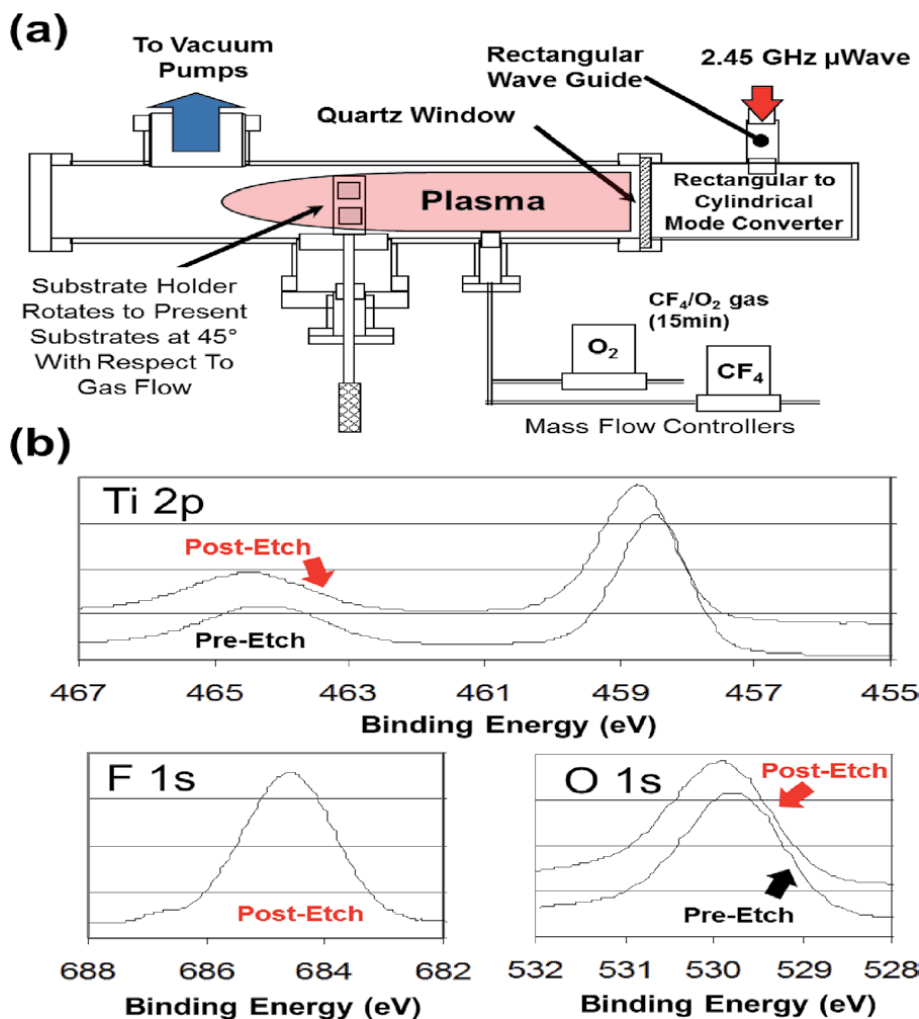 (a)
To Vacuum
Pumps
Rectangular
Wave Guide
2.45 GHz µWave
Quartz Window
Plasma
Rectangular to
Cylindrical
Mode Converter
Substrate Holder
Rotates to Present
Substrates at 45°
With Respect To
Gas Flow
CF₄/O₂ gas
(15min)
O₂
CF₄
Mass Flow Controllers
(b)
Ti 2p
Post-Etch
Pre-Etch
467 465 463 461 459 457 455
Binding Energy (eV)
F 1s
Post-Etch
688 686 684 682
Binding Energy (eV)
O 1s
Post-Etch
Pre-Etch
532 531 530 529 528
Binding Energy (eV)